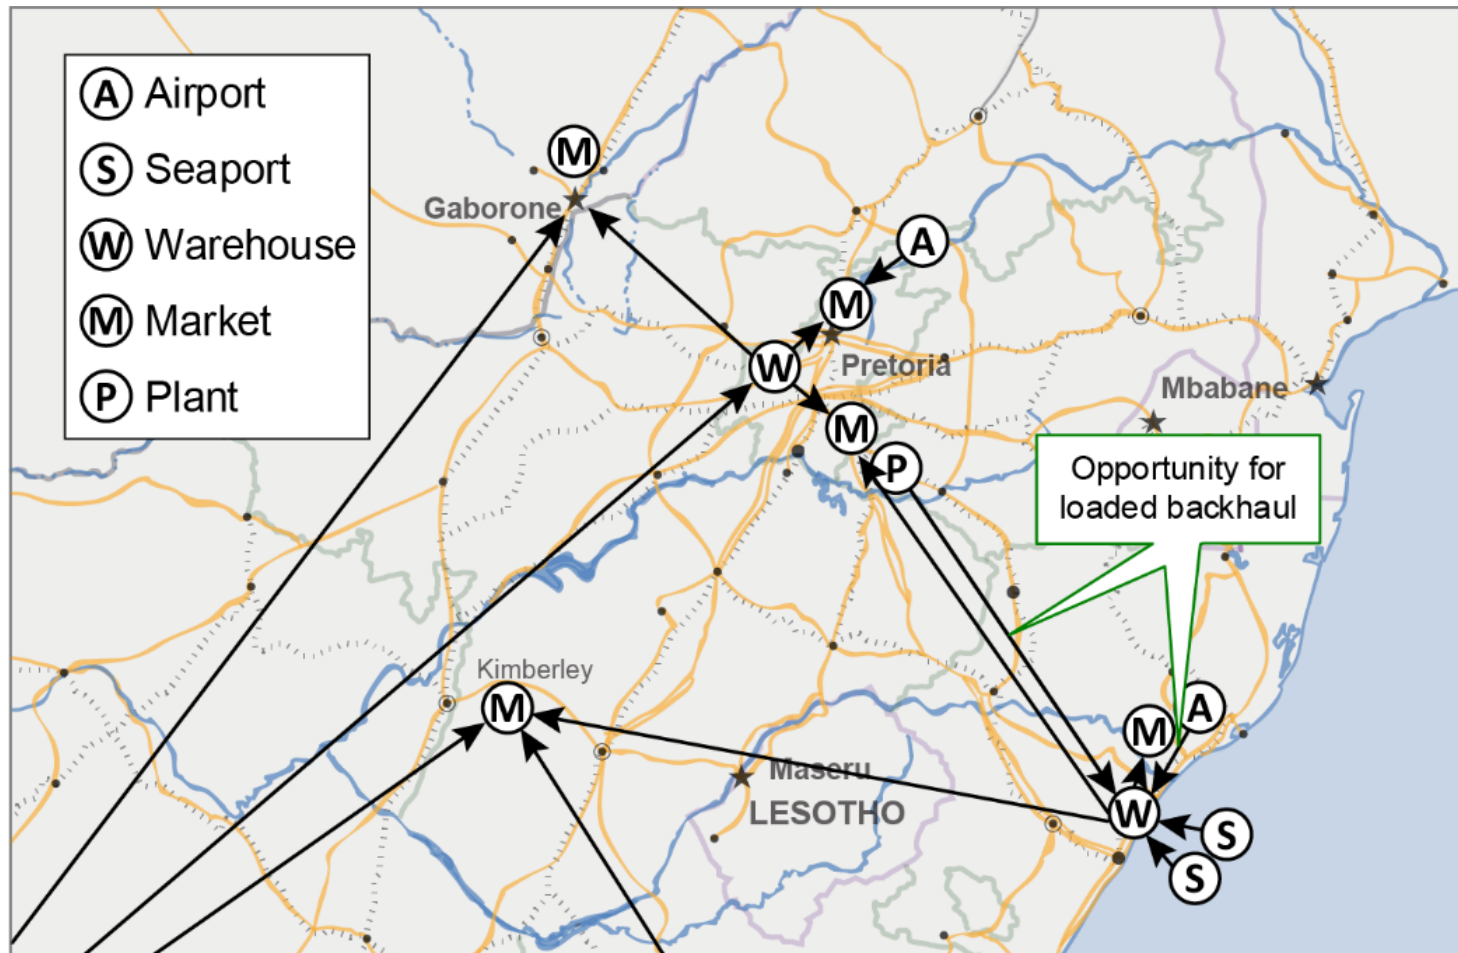 A Airport
S Seaport
W Warehouse
M Market
P Plant
M
Gaborone
A
M
W
Pretoria
Mbabane
M
P
Opportunity for
loaded backhaul
Kimberley
M
A
M
Maseru
LESOTHO
W
S
S